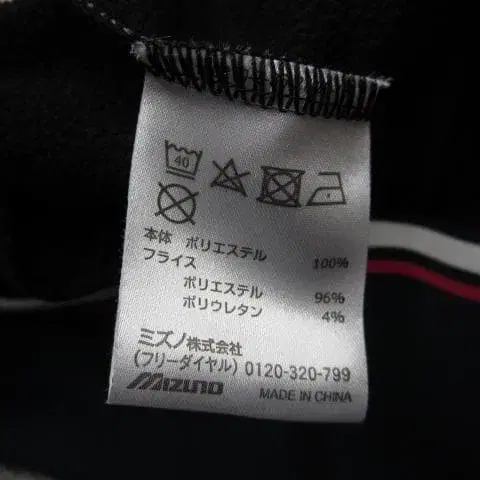 40
本体 ポリエステル 100%
フライス
ポリエステル 96%
ポリウレタン 4%
ミズノ株式会社
(フリーダイヤル) 0120-320-799
MIZUNO MADE IN CHINA